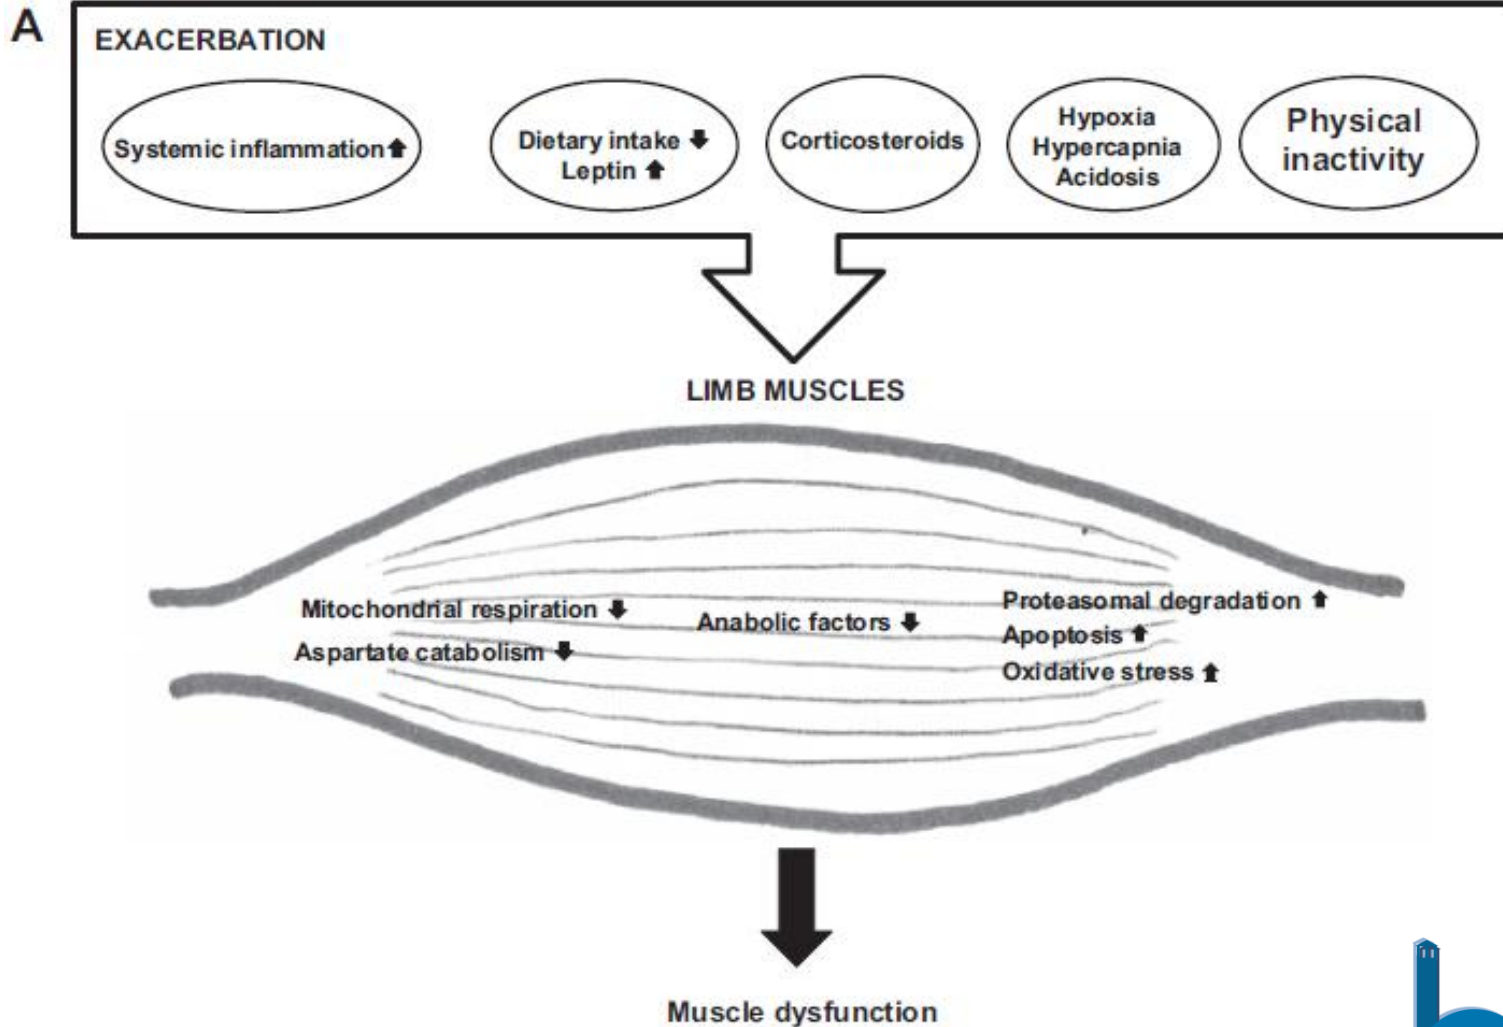 A
EXACERBATION
Systemic inflammation⬆
Dietary intake ⬇
Leptin ⬆
Corticosteroids
Hypoxia
Hypercapnia
Acidosis
Physical
inactivity
LIMB MUSCLES
Mitochondrial respiration ⬇
Aspartate catabolism ⬇
Anabolic factors ⬇
Proteasomal degradation ⬆
Apoptosis ⬆
Oxidative stress ⬆
Muscle dysfunction